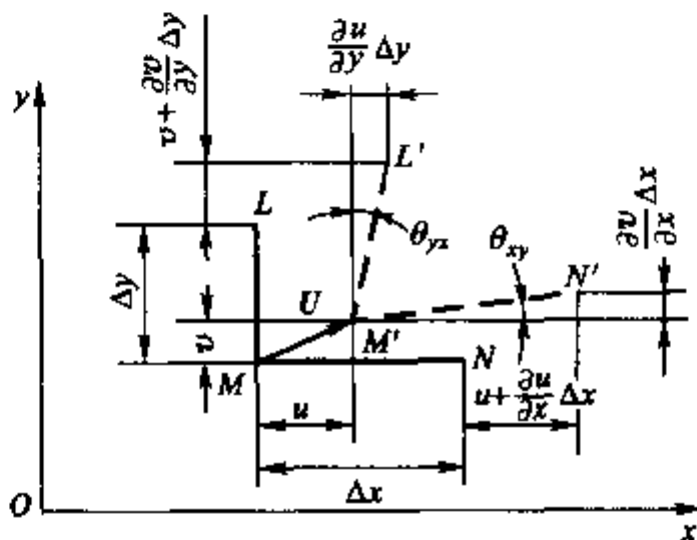 ∂u/∂y Δy
v + ∂v/∂y Δy
y
L'
L
θyx
θxy
∂v/∂x Δx
N'
Δy
U
v
M'
N
M
u
u + ∂u/∂x Δx
Δx
O
x